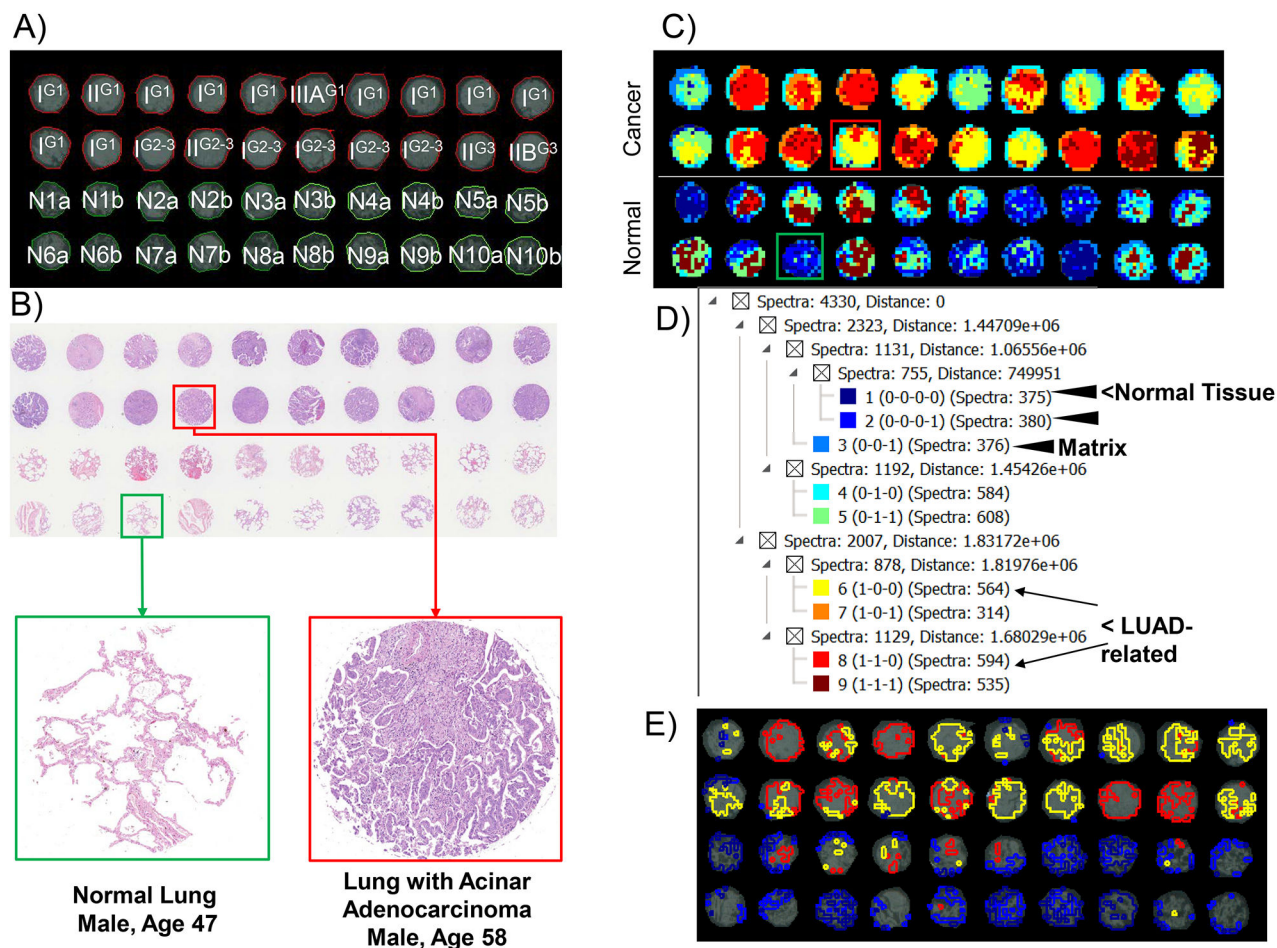 A)
I^G1 II^G1 I^G1 I^G1 I^G1 IIIA^G1 I^G1 I^G1 I^G1 I^G1
I^G1 I^G1 I^G2-3 II^G2-3 I^G2-3 I^G2-3 I^G2-3 I^G2-3 II^G3 IIB^G3
N1a N1b N2a N2b N3a N3b N4a N4b N5a N5b
N6a N6b N7a N7b N8a N8b N9a N9b N10a N10b
B)
Normal Lung
Male, Age 47
Lung with Acinar
Adenocarcinoma
Male, Age 58
C)
Cancer
Normal
D)
Spectra: 4330, Distance: 0
Spectra: 2323, Distance: 1.44709e+06
Spectra: 1131, Distance: 1.06556e+06
Spectra: 755, Distance: 749951
1 (0-0-0-0) (Spectra: 375) <Normal Tissue
2 (0-0-0-1) (Spectra: 380)
3 (0-0-1) (Spectra: 376) Matrix
Spectra: 1192, Distance: 1.45426e+06
4 (0-1-0) (Spectra: 584)
5 (0-1-1) (Spectra: 608)
Spectra: 2007, Distance: 1.83172e+06
Spectra: 878, Distance: 1.81976e+06
6 (1-0-0) (Spectra: 564)
7 (1-0-1) (Spectra: 314)
< LUAD-
related
Spectra: 1129, Distance: 1.68029e+06
8 (1-1-0) (Spectra: 594)
9 (1-1-1) (Spectra: 535)
E)